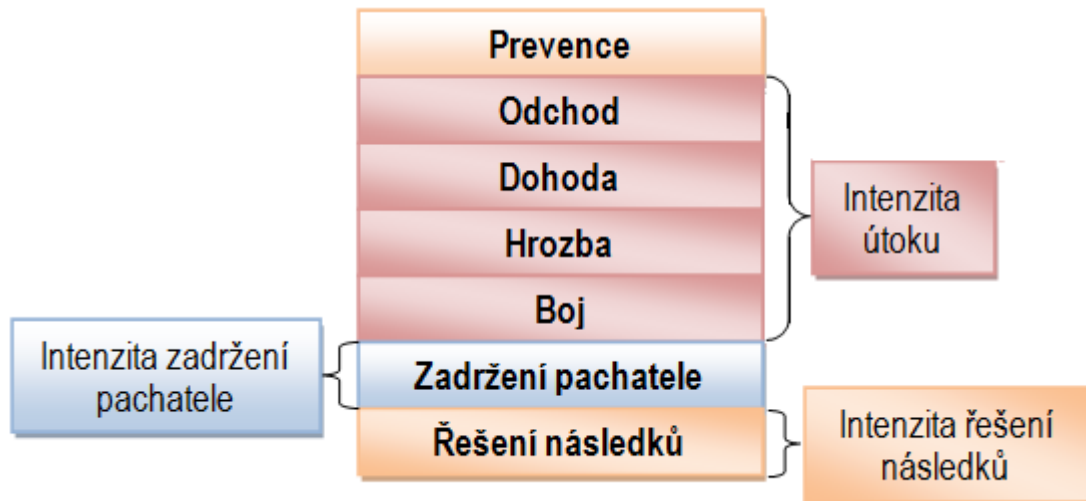 Prevence
Odchod
Dohoda
Hrozba
Boj
Zadržení pachatele
Řešení následků
Intenzita
útoku
Intenzita zadržení
pachatele
Intenzita řešení
následků